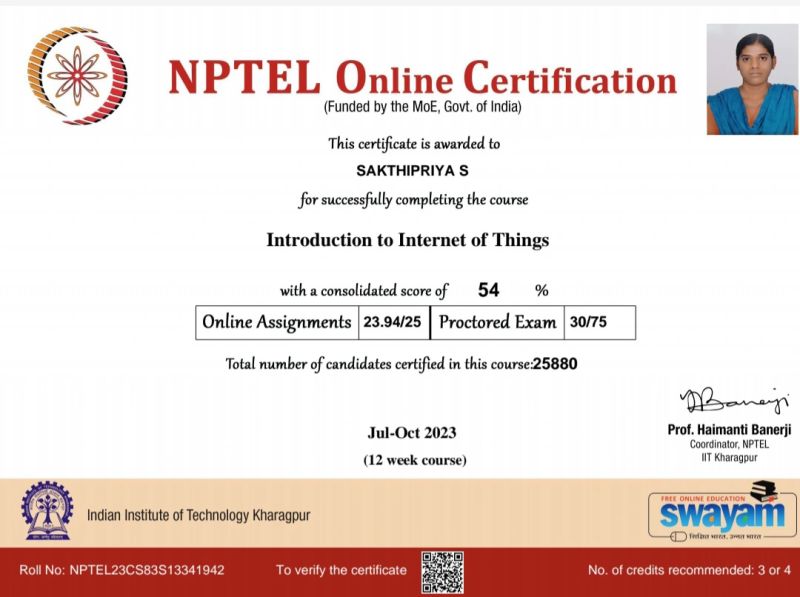 NPTEL Online Certification
(Funded by the MoE, Govt. of India)
This certificate is awarded to
SAKTHIPRIYA S
for successfully completing the course
Introduction to Internet of Things
with a consolidated score of 54 %
Online Assignments 23.94/25 Proctored Exam 30/75
Total number of candidates certified in this course:25880
Jul-Oct 2023
(12 week course)
Prof. Haimanti Banerji
Coordinator, NPTEL
IIT Kharagpur
Indian Institute of Technology Kharagpur
FREE ONLINE EDUCATION
swayam
शिक्षित भारत, उन्नत भारत
Roll No: NPTEL23CS83S13341942
To verify the certificate
No. of credits recommended: 3 or 4